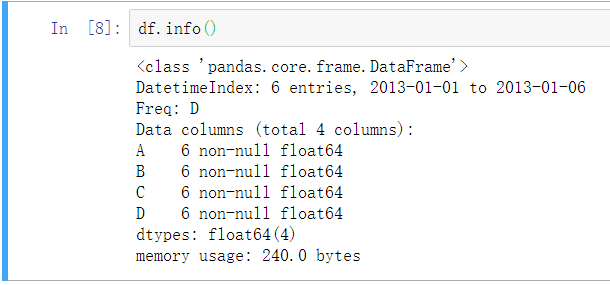 In [8]: df.info()
<class 'pandas.core.frame.DataFrame'>
DatetimeIndex: 6 entries, 2013-01-01 to 2013-01-06
Freq: D
Data columns (total 4 columns):
A    6 non-null float64
B    6 non-null float64
C    6 non-null float64
D    6 non-null float64
dtypes: float64(4)
memory usage: 240.0 bytes